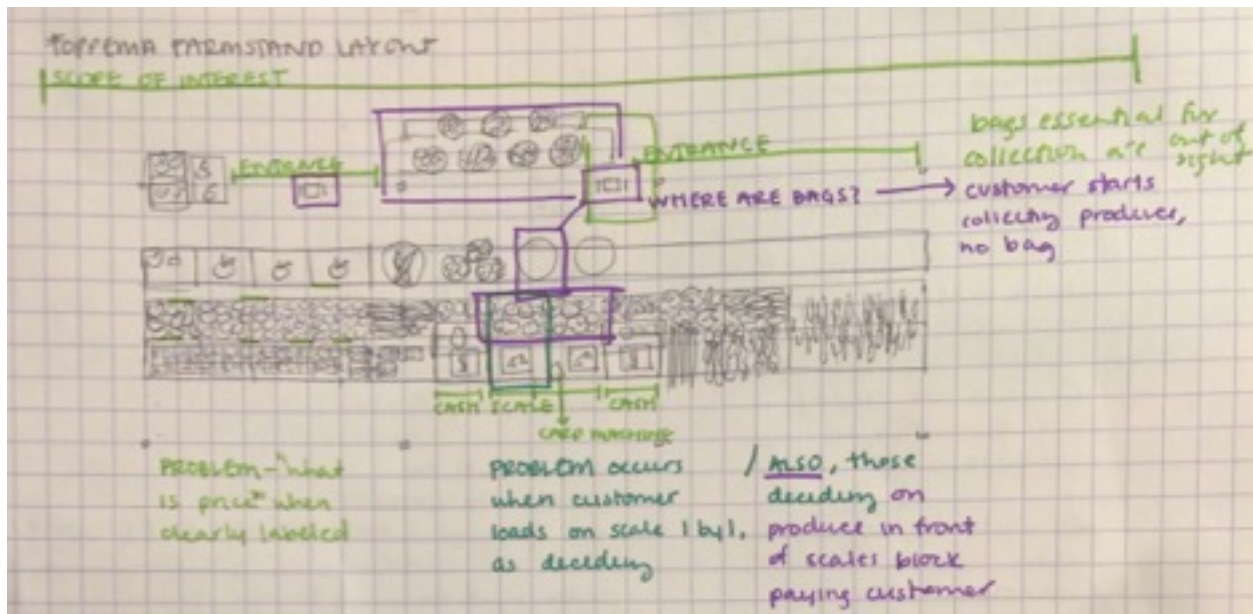 TOPPEMA FARMSTAND LAYOUT
SCOPE OF INTEREST
bags essential for
collection are out of
sight
ENTRANCE
ENTRANCE
WHERE ARE BAGS?
customer starts
collecting produce,
no bag
CASH SCALE CASH
CARD MACHINE
PROBLEM - "what
is price" when
clearly labeled
PROBLEM occurs
when customer
loads on scale 1 by 1,
as deciding
/ ALSO, those
deciding on
produce in front
of scales block
paying customer